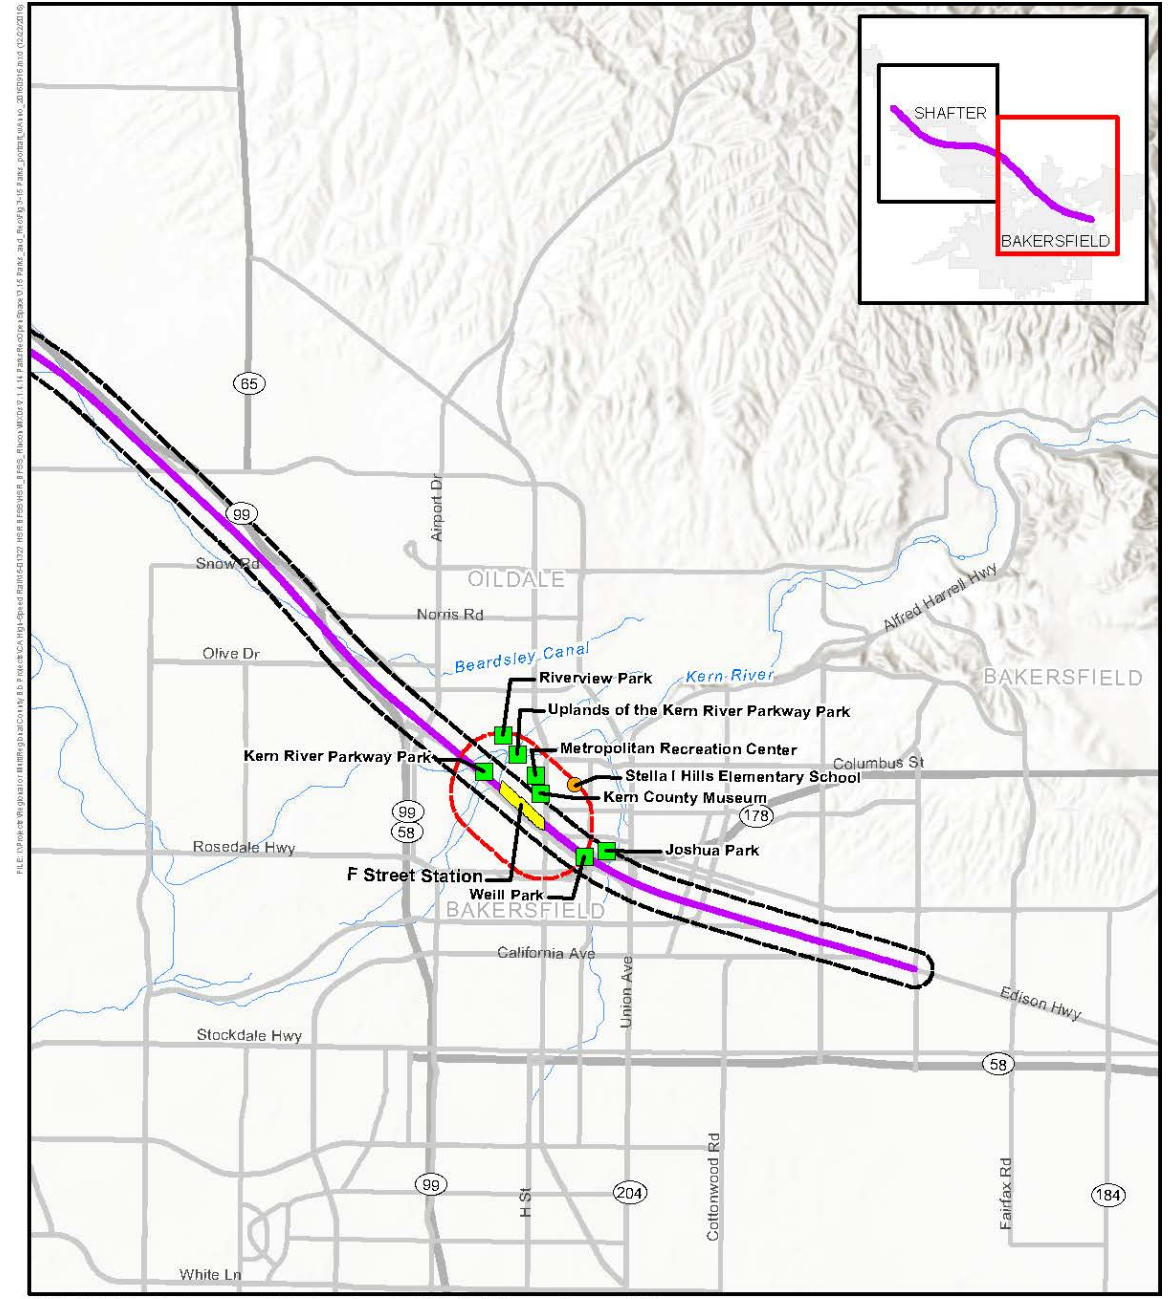 SHAFTER
BAKERSFIELD
65
Airport Dr
99
Snow Rd
OILDALE
Alfred Harrell Hwy
Norris Rd
Olive Dr
Beardsley Canal
Kern River
BAKERSFIELD
Riverview Park
Uplands of the Kern River Parkway Park
Kern River Parkway Park
Metropolitan Recreation Center
Columbus St
Stella I Hills Elementary School
Kern County Museum
99
58
178
Rosedale Hwy
Joshua Park
F Street Station
Weill Park
BAKERSFIELD
California Ave
Union Ave
Edison Hwy
Stockdale Hwy
58
Cottonwood Rd
Fairfax Rd
99
H St
204
184
White Ln